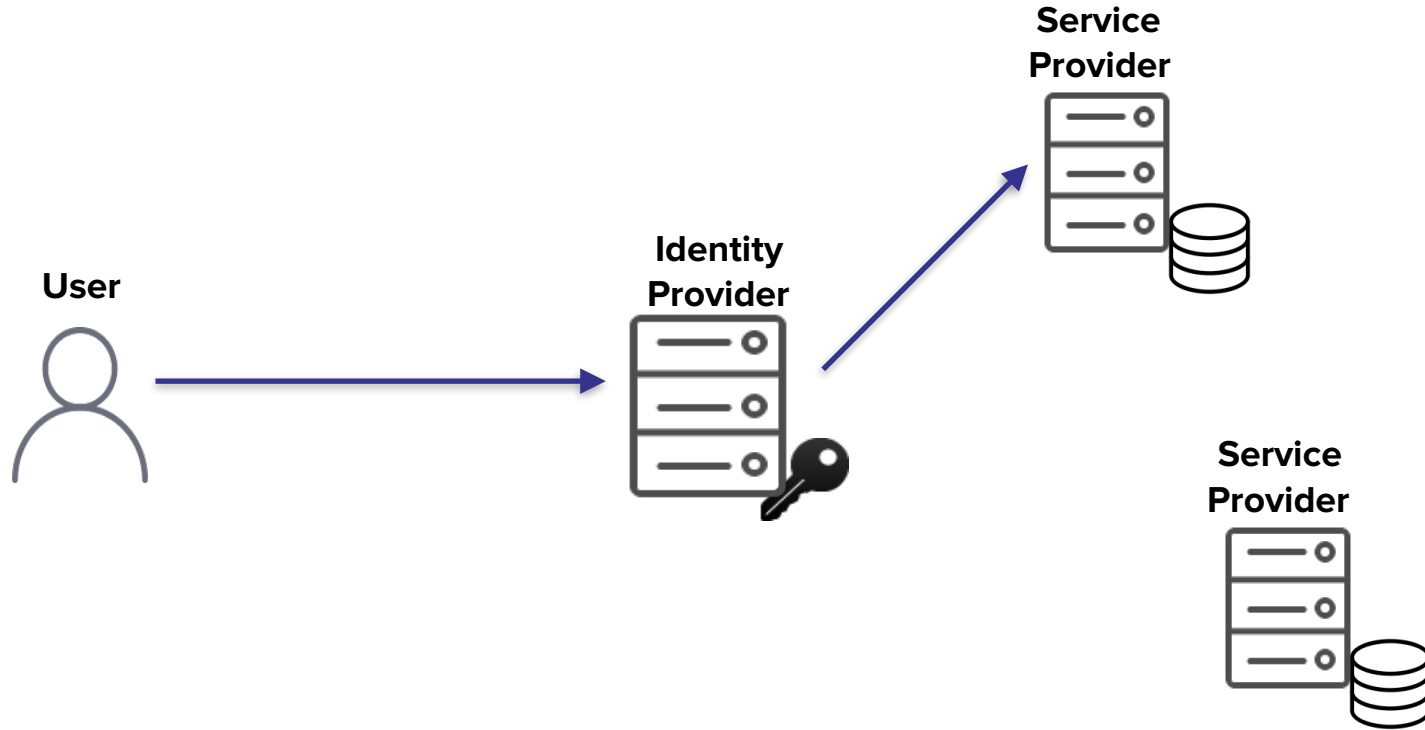 Service
Provider
Identity
Provider
User
Service
Provider